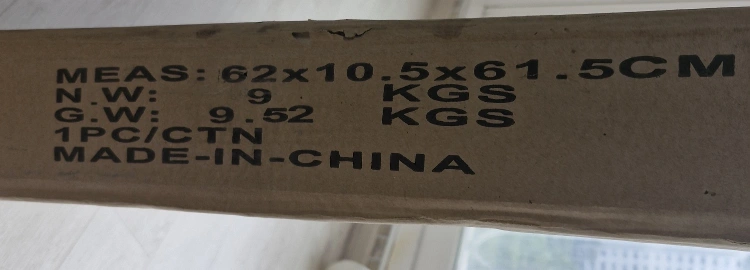 MEAS: 62x10.5x61.5CM
N.W: 9 KGS
G.W: 9.52 KGS
1PC/CTN
MADE-IN-CHINA